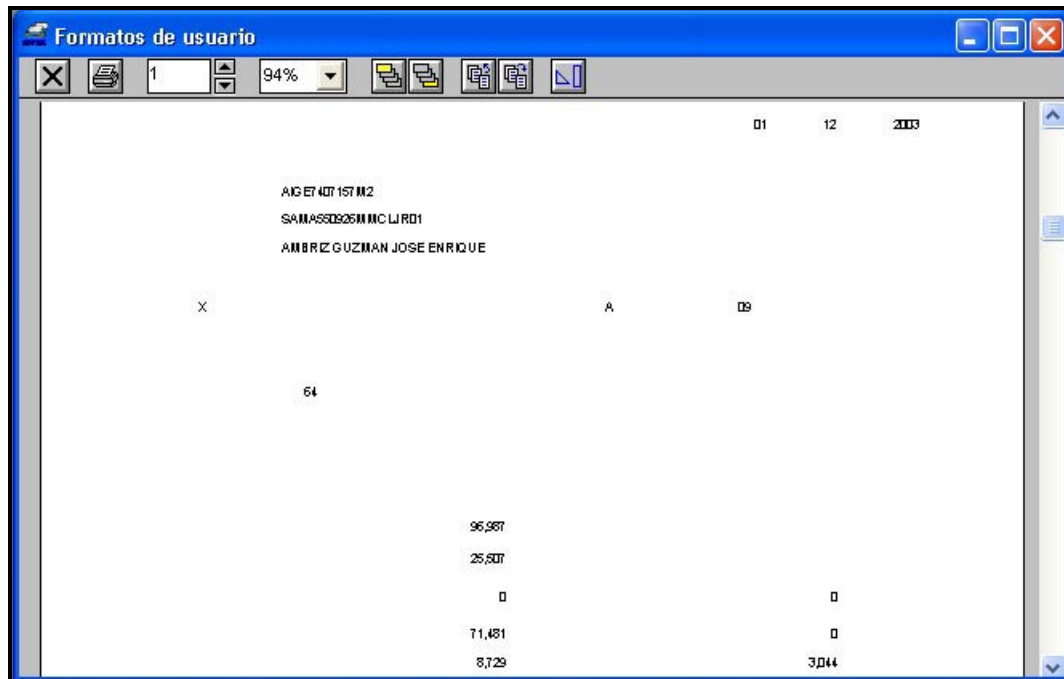 Formatos de usuario
1 94%
01 12 2003
AIGE7407157M2
SAMA550926MMCLJR01
AMBRIZ GUZMAN JOSE ENRIQUE
X A 09
64
96,987
25,507
0 0
71,481 0
8,729 3,044